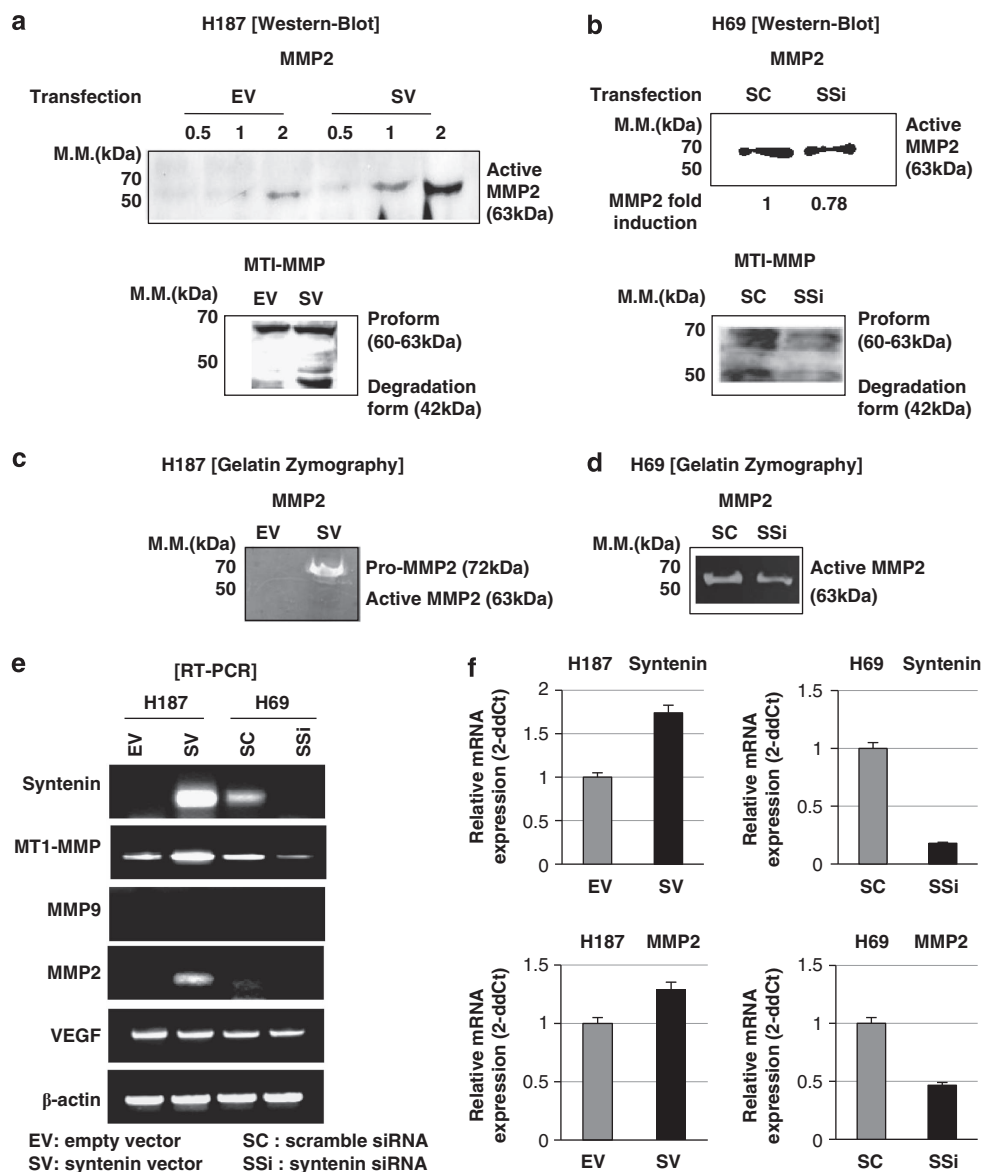 a
H187 [Western-Blot]
MMP2
Transfection EV SV
0.5 1 2 0.5 1 2
M.M.(kDa)
70
50
Active
MMP2
(63kDa)
MTI-MMP
M.M.(kDa) EV SV
70
50
Proform
(60-63kDa)
Degradation
form (42kDa)
b
H69 [Western-Blot]
MMP2
Transfection SC SSi
M.M.(kDa)
70
50
Active
MMP2
(63kDa)
MMP2 fold
induction
1 0.78
MTI-MMP
M.M.(kDa) SC SSi
70
50
Proform
(60-63kDa)
Degradation
form (42kDa)
c
H187 [Gelatin Zymography]
MMP2
EV SV
M.M.(kDa)
70
50
Pro-MMP2 (72kDa)
Active MMP2 (63kDa)
d
H69 [Gelatin Zymography]
MMP2
SC SSi
M.M.(kDa)
70
50
Active MMP2
(63kDa)
e
[RT-PCR]
H187 H69
EV SV SC SSi
Syntenin
MT1-MMP
MMP9
MMP2
VEGF
β-actin
EV: empty vector SC : scramble siRNA
SV: syntenin vector SSi : syntenin siRNA
f
H187 Syntenin
Relative mRNA
expression (2-ddCt)
2
1.5
1
0.5
0
EV SV
H69 Syntenin
Relative mRNA
expression (2-ddCt)
1.5
1
0.5
0
SC SSi
H187 MMP2
Relative mRNA
expression (2-ddCt)
1.5
1
0.5
0
EV SV
H69 MMP2
Relative mRNA
expression (2-ddCt)
1.5
1
0.5
0
SC SSi